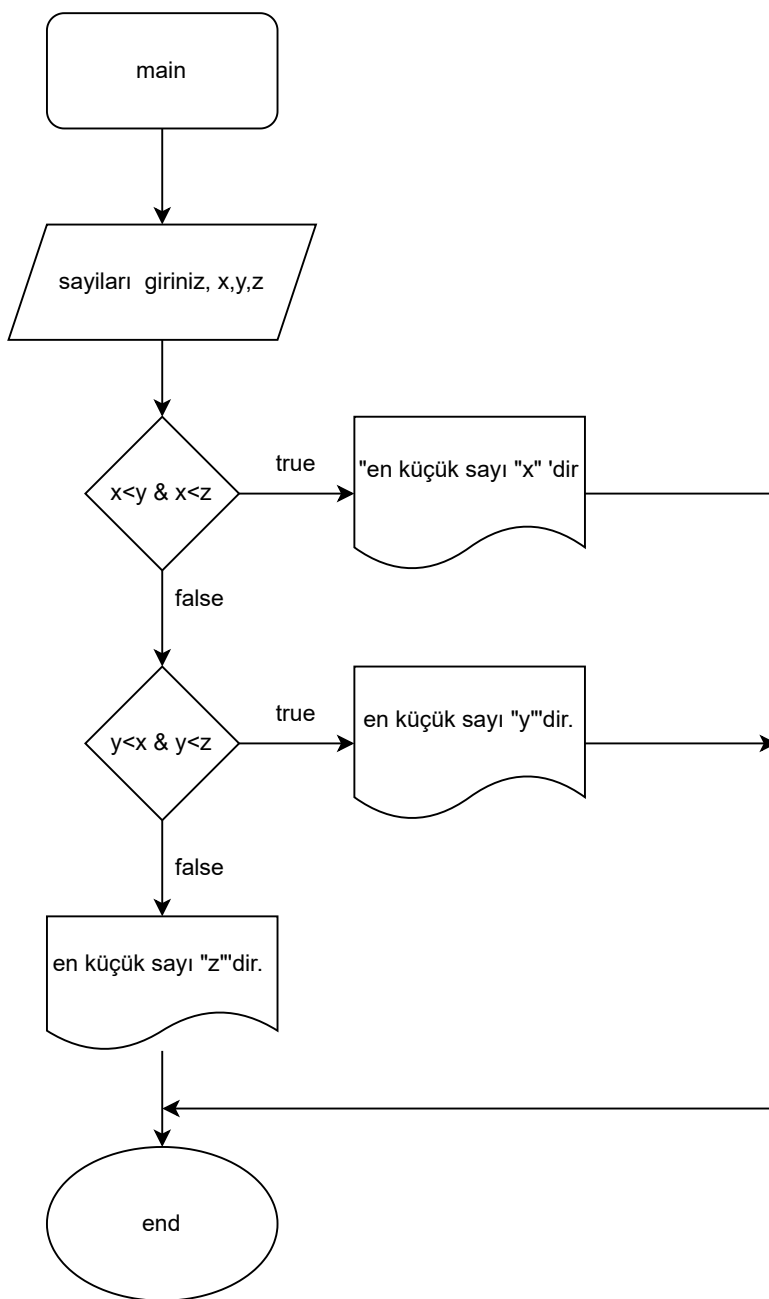 main
sayiları giriniz, x,y,z
x<y & x<z
true
"en küçük sayı "x" 'dir
false
y<x & y<z
true
en küçük sayı "y"'dir.
false
en küçük sayı "z"'dir.
end